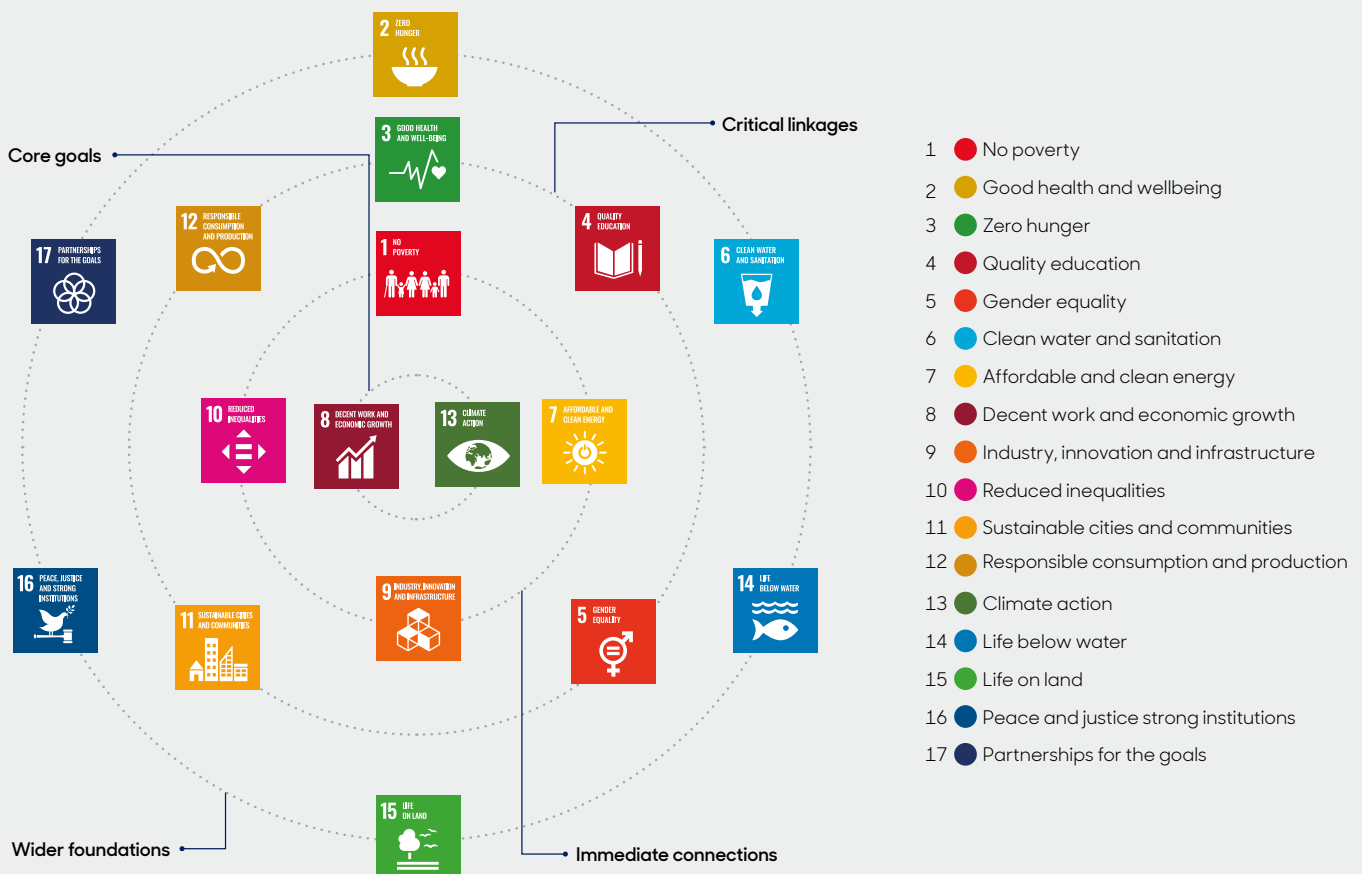 2 ZERO
HUNGER
3 GOOD HEALTH
AND WELL-BEING
Critical linkages
Core goals
12 RESPONSIBLE
CONSUMPTION
AND PRODUCTION
4 QUALITY
EDUCATION
17 PARTNERSHIPS
FOR THE GOALS
1 NO
POVERTY
6 CLEAN WATER
AND SANITATION
10 REDUCED
INEQUALITIES
8 DECENT WORK AND
ECONOMIC GROWTH
13 CLIMATE
ACTION
7 AFFORDABLE AND
CLEAN ENERGY
16 PEACE, JUSTICE
AND STRONG
INSTITUTIONS
11 SUSTAINABLE CITIES
AND COMMUNITIES
9 INDUSTRY, INNOVATION
AND INFRASTRUCTURE
5 GENDER
EQUALITY
14 LIFE
BELOW WATER
15 LIFE
ON LAND
Wider foundations
Immediate connections
1 No poverty
2 Good health and wellbeing
3 Zero hunger
4 Quality education
5 Gender equality
6 Clean water and sanitation
7 Affordable and clean energy
8 Decent work and economic growth
9 Industry, innovation and infrastructure
10 Reduced inequalities
11 Sustainable cities and communities
12 Responsible consumption and production
13 Climate action
14 Life below water
15 Life on land
16 Peace and justice strong institutions
17 Partnerships for the goals